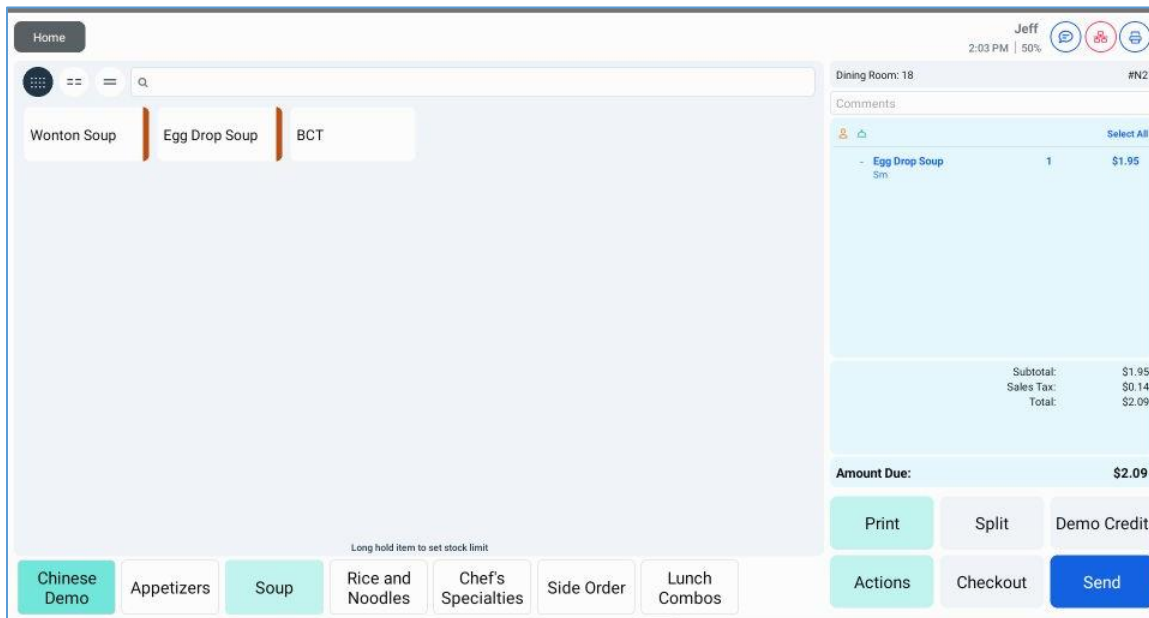 Home
Jeff
2:03 PM | 50%
Dining Room: 18 #N2
Comments
Wonton Soup
Egg Drop Soup
BCT
Select All
- Egg Drop Soup 1 $1.95
Sm
Subtotal: $1.95
Sales Tax: $0.14
Total: $2.09
Amount Due: $2.09
Print
Split
Demo Credit
Long hold item to set stock limit
Chinese
Demo
Appetizers
Soup
Rice and
Noodles
Chef's
Specialties
Side Order
Lunch
Combos
Actions
Checkout
Send